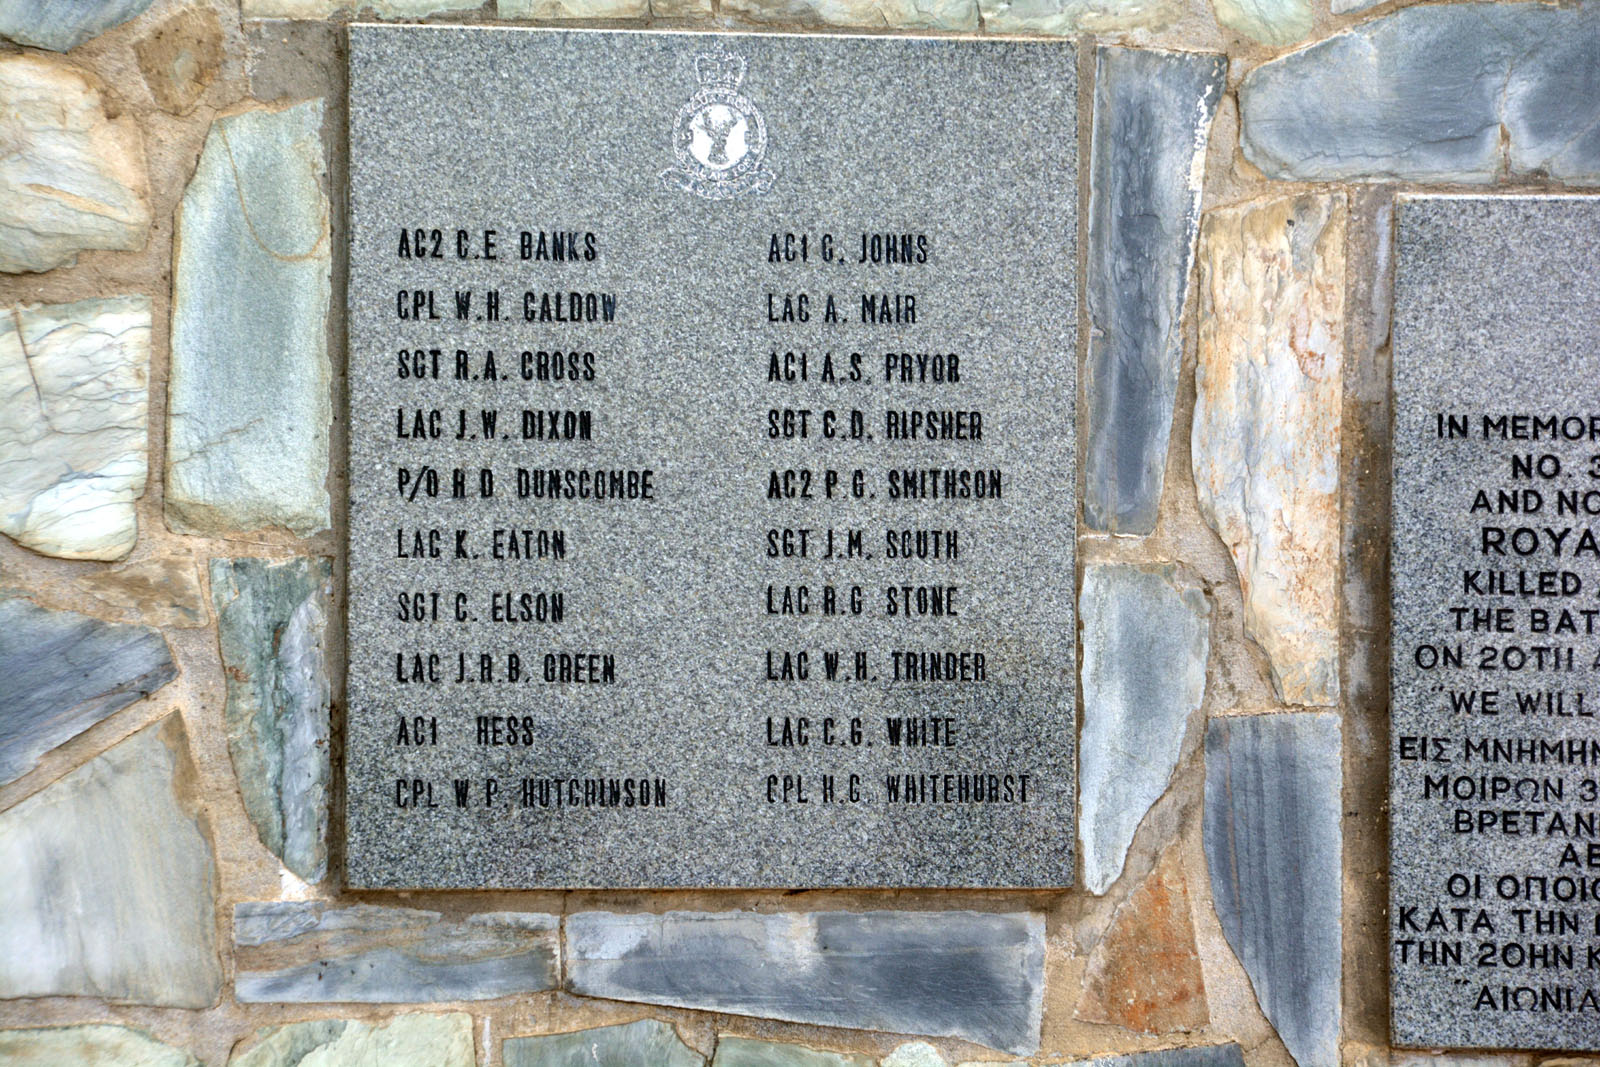 AC2 C.E. BANKS
CPL W.H. CALDOW
SGT R.A. CROSS
LAC J.W. DIXON
P/O R D DUNSCOMBE
LAC K. EATON
SGT C. ELSON
LAC J.R.B. GREEN
AC1 HESS
CPL W.P. HUTCHINSON
AC1 G. JOHNS
LAC A. MAIR
AC1 A.S. PRYOR
SGT C.D. RIPSHER
AC2 P.G. SMITHSON
SGT J.M. SOUTH
LAC R.G. STONE
LAC W.H. TRINDER
LAC C.G. WHITE
CPL H.G. WHITEHURST
IN MEMOR
NO. 3
AND NO
ROYA
KILLED
THE BAT
ON 20TH A
"WE WILL
ΕΙΣ ΜΝΗΜΗΝ
ΜΟΙΡΩΝ 3
ΒΡΕΤΑΝ
ΑΕ
ΟΙ ΟΠΟΙΟ
ΚΑΤΑ ΤΗΝ
ΤΗΝ 20ΗΝ Κ
"ΑΙΩΝΙΑ